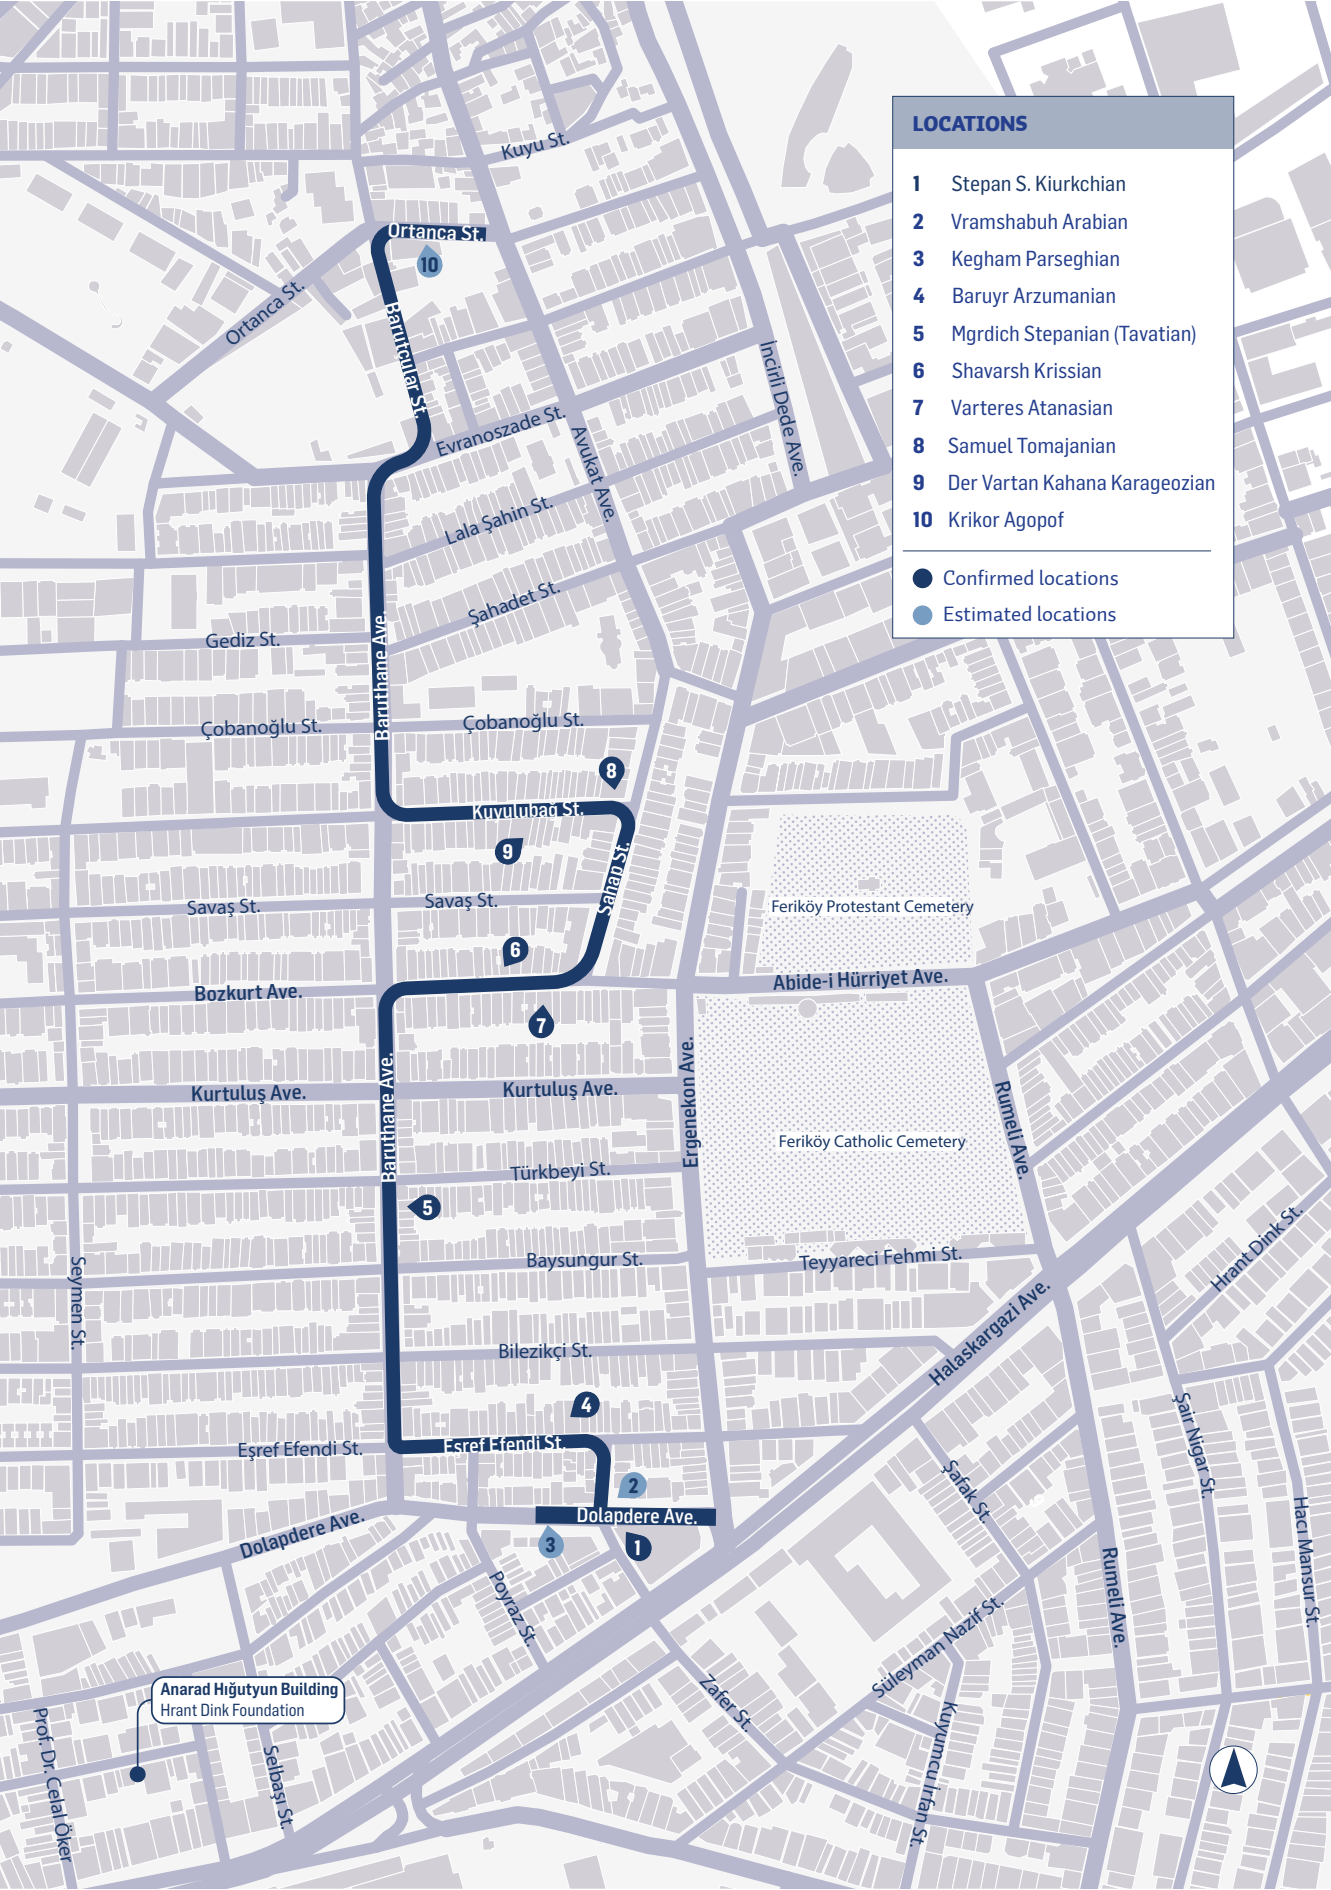 LOCATIONS
1 Stepan S. Kiurkchian
2 Vramshabuh Arabian
3 Kegham Parseghian
4 Baruyr Arzumanian
5 Mgrdich Stepanian (Tavatian)
6 Shavarsh Krissian
7 Varteres Atanasian
8 Samuel Tomajanian
9 Der Vartan Kahana Karageozian
10 Krikor Agopof
Confirmed locations
Estimated locations
Kuyu St.
Ortanca St.
10
Ortanca St.
Barutçular St.
İncirli Dede Ave.
Evranoszade St.
Avukat Ave.
Lala Şahin St.
Şahadet St.
Gediz St.
Baruthane Ave.
Çobanoğlu St.
Çobanoğlu St.
8
Kuyulubağ St.
9
Sahap St.
Savaş St.
Savaş St.
Feriköy Protestant Cemetery
6
Abide-i Hürriyet Ave.
Bozkurt Ave.
7
Ergenekon Ave.
Baruthane Ave.
Kurtuluş Ave.
Kurtuluş Ave.
Rumeli Ave.
Feriköy Catholic Cemetery
Türkbeyi St.
5
Hrant Dink St.
Baysungur St.
Teyyareci Fehmi St.
Seymen St.
Halaskargazi Ave.
Bilezikçi St.
4
Şair Nigar St.
Eşref Efendi St.
Eşref Efendi St.
Şafak St.
2
Hacı Mansur St.
Dolapdere Ave.
Dolapdere Ave.
3
1
Rumeli Ave.
Poyraz St.
Süleyman Nazif St.
Anarad Hığutyun Building
Hrant Dink Foundation
Zafer St.
Kuyumcu İrfan St.
Prof. Dr. Celal Öker
Selbaşı St.